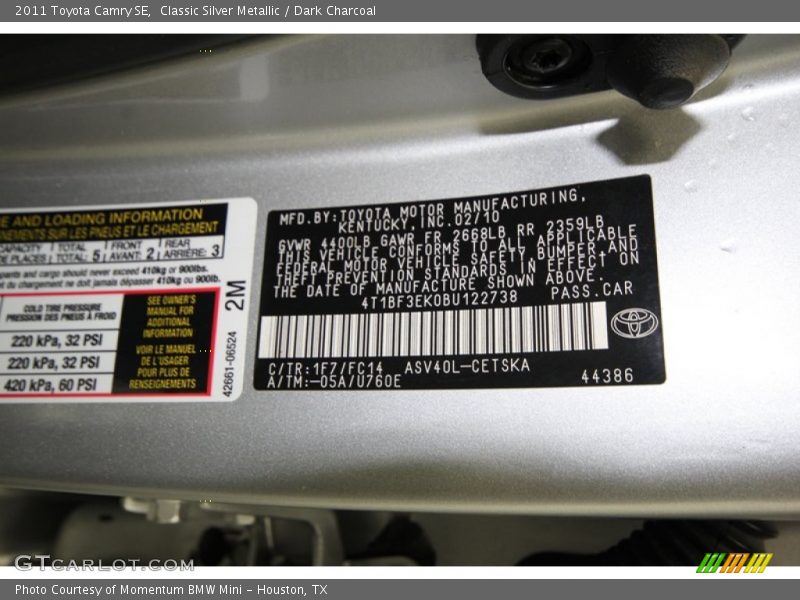 2011 Toyota Camry SE, Classic Silver Metallic / Dark Charcoal
E AND LOADING INFORMATION
NEMENTS SUR LES PNEUS ET LE CHARGEMENT
CAPACITY TOTAL 5 FRONT 2 REAR 3
DE PLACES TOTAL: AVANT: ARRIÈRE:
and cargo should never exceed 410kg or 900lbs.
et du chargement ne doit jamais dépasser 410kg ou 900lb.
COLD TIRE PRESSURE
PRESSION DES PNEUS À FROID
220 kPa, 32 PSI
220 kPa, 32 PSI
420 kPa, 60 PSI
SEE OWNER'S
MANUAL FOR
ADDITIONAL
INFORMATION
VOIR LE MANUEL
DE L'USAGER
POUR PLUS DE
RENSEIGNEMENTS
2M
42661-06524
MFD.BY:TOYOTA MOTOR MANUFACTURING,
KENTUCKY, INC.02/10
GVWR 4400LB GAWR FR 2668LB RR 2359LB
THIS VEHICLE CONFORMS TO ALL APPLICABLE
FEDERAL MOTOR VEHICLE SAFETY,BUMPER,AND
THEFT PREVENTION STANDARDS IN EFFECT ON
THE DATE OF MANUFACTURE SHOWN ABOVE.
4T1BF3EK0BU122738 PASS.CAR
C/TR:1F7/FC14 ASV40L-CETSKA
A/TM:-05A/U760E 44386
GTCarlot.com
Photo Courtesy of Momentum BMW Mini - Houston, TX